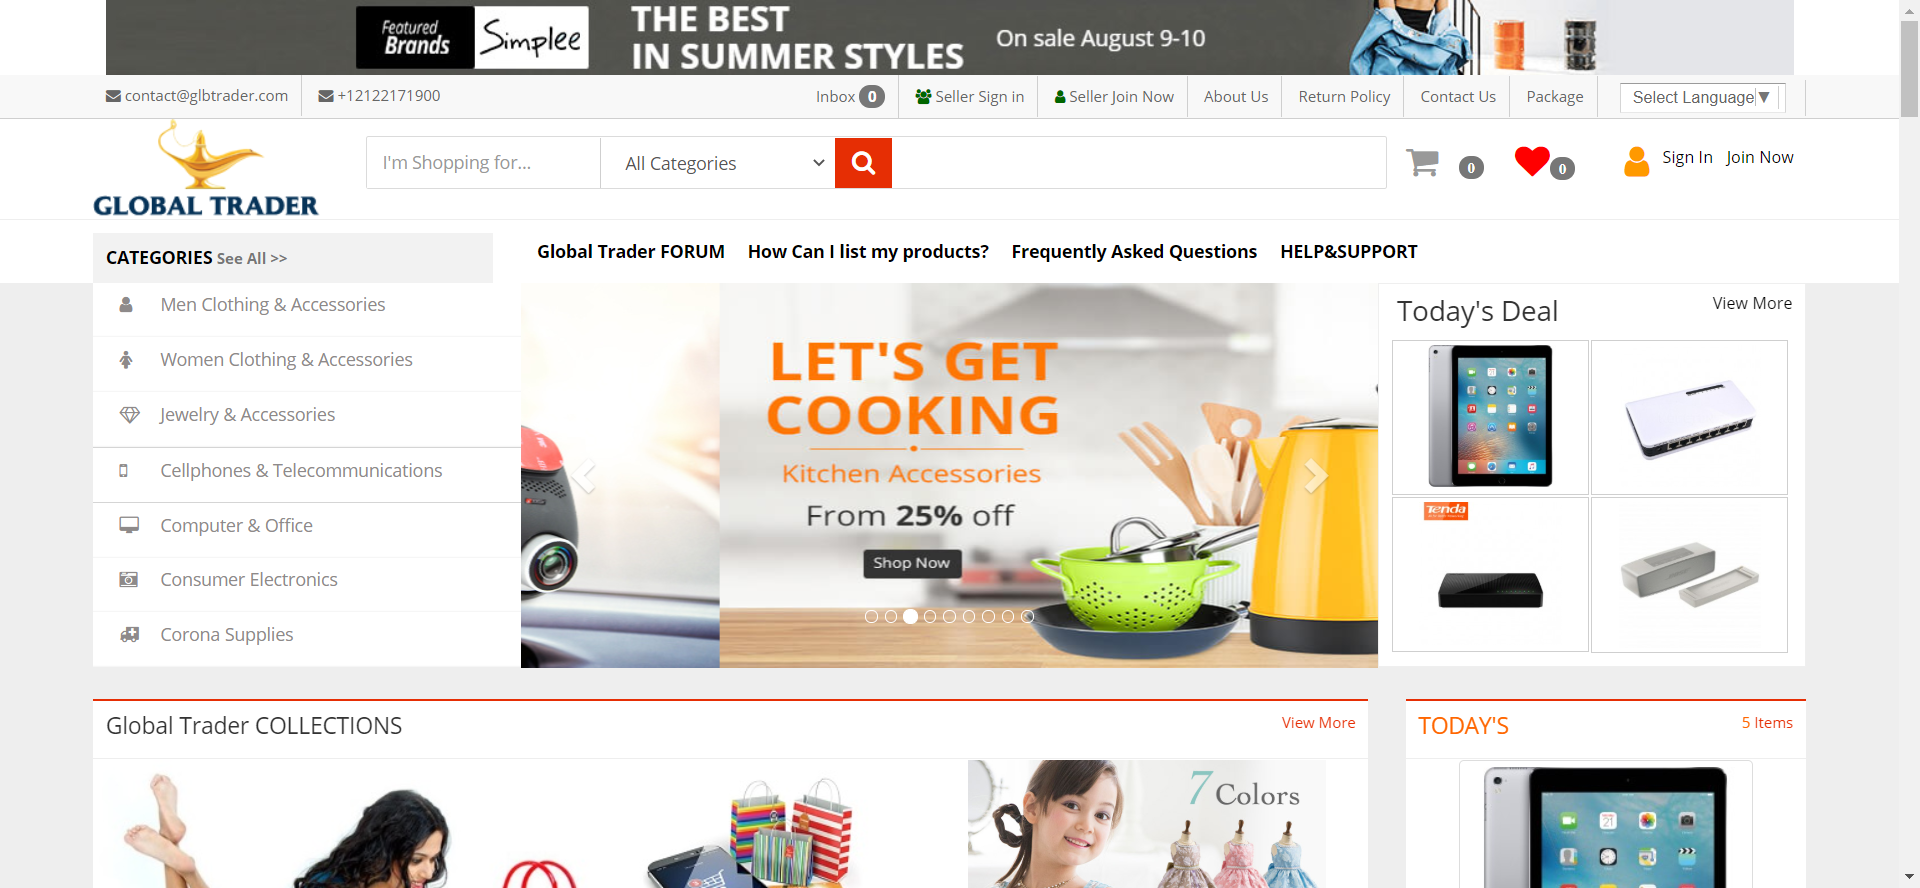 Featured
Brands
Simplee
THE BEST
IN SUMMER STYLES
On sale August 9-10
contact@glbtrader.com
+12122171900
Inbox 0
Seller Sign in
Seller Join Now
About Us
Return Policy
Contact Us
Package
Select Language ▼
GLOBAL TRADER
I'm Shopping for...
All Categories
0
0
Sign In
Join Now
CATEGORIES See All >>
Global Trader FORUM
How Can I list my products?
Frequently Asked Questions
HELP&SUPPORT
Men Clothing & Accessories
Women Clothing & Accessories
Jewelry & Accessories
Cellphones & Telecommunications
Computer & Office
Consumer Electronics
Corona Supplies
LET'S GET
COOKING
Kitchen Accessories
From 25% off
Shop Now
Today's Deal
View More
Tenda
Global Trader COLLECTIONS
View More
7 Colors
TODAY'S
5 Items